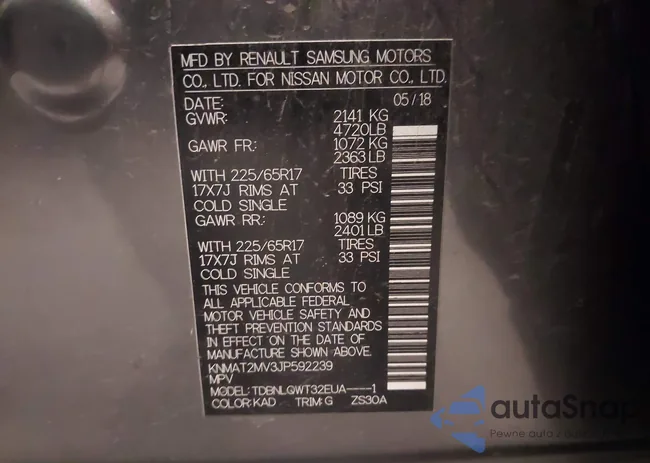 MFD BY RENAULT SAMSUNG MOTORS
CO., LTD. FOR NISSAN MOTOR CO., LTD.
DATE: 05/18
GVWR: 2141 KG
4720LB
GAWR FR: 1072 KG
2363 LB
WITH 225/65R17 TIRES
17X7J RIMS AT 33 PSI
COLD SINGLE
GAWR RR: 1089 KG
2401 LB
WITH 225/65R17 TIRES
17X7J RIMS AT 33 PSI
COLD SINGLE
THIS VEHICLE CONFORMS TO
ALL APPLICABLE FEDERAL
MOTOR VEHICLE SAFETY AND
THEFT PREVENTION STANDARDS
IN EFFECT ON THE DATE OF
MANUFACTURE SHOWN ABOVE.
KNMAT2MV3JP592239
MPV
MODEL: TDBNLQWT32EUA----1
COLOR: KAD TRIM: G ZS30A
autaSnap
Pewne auta z